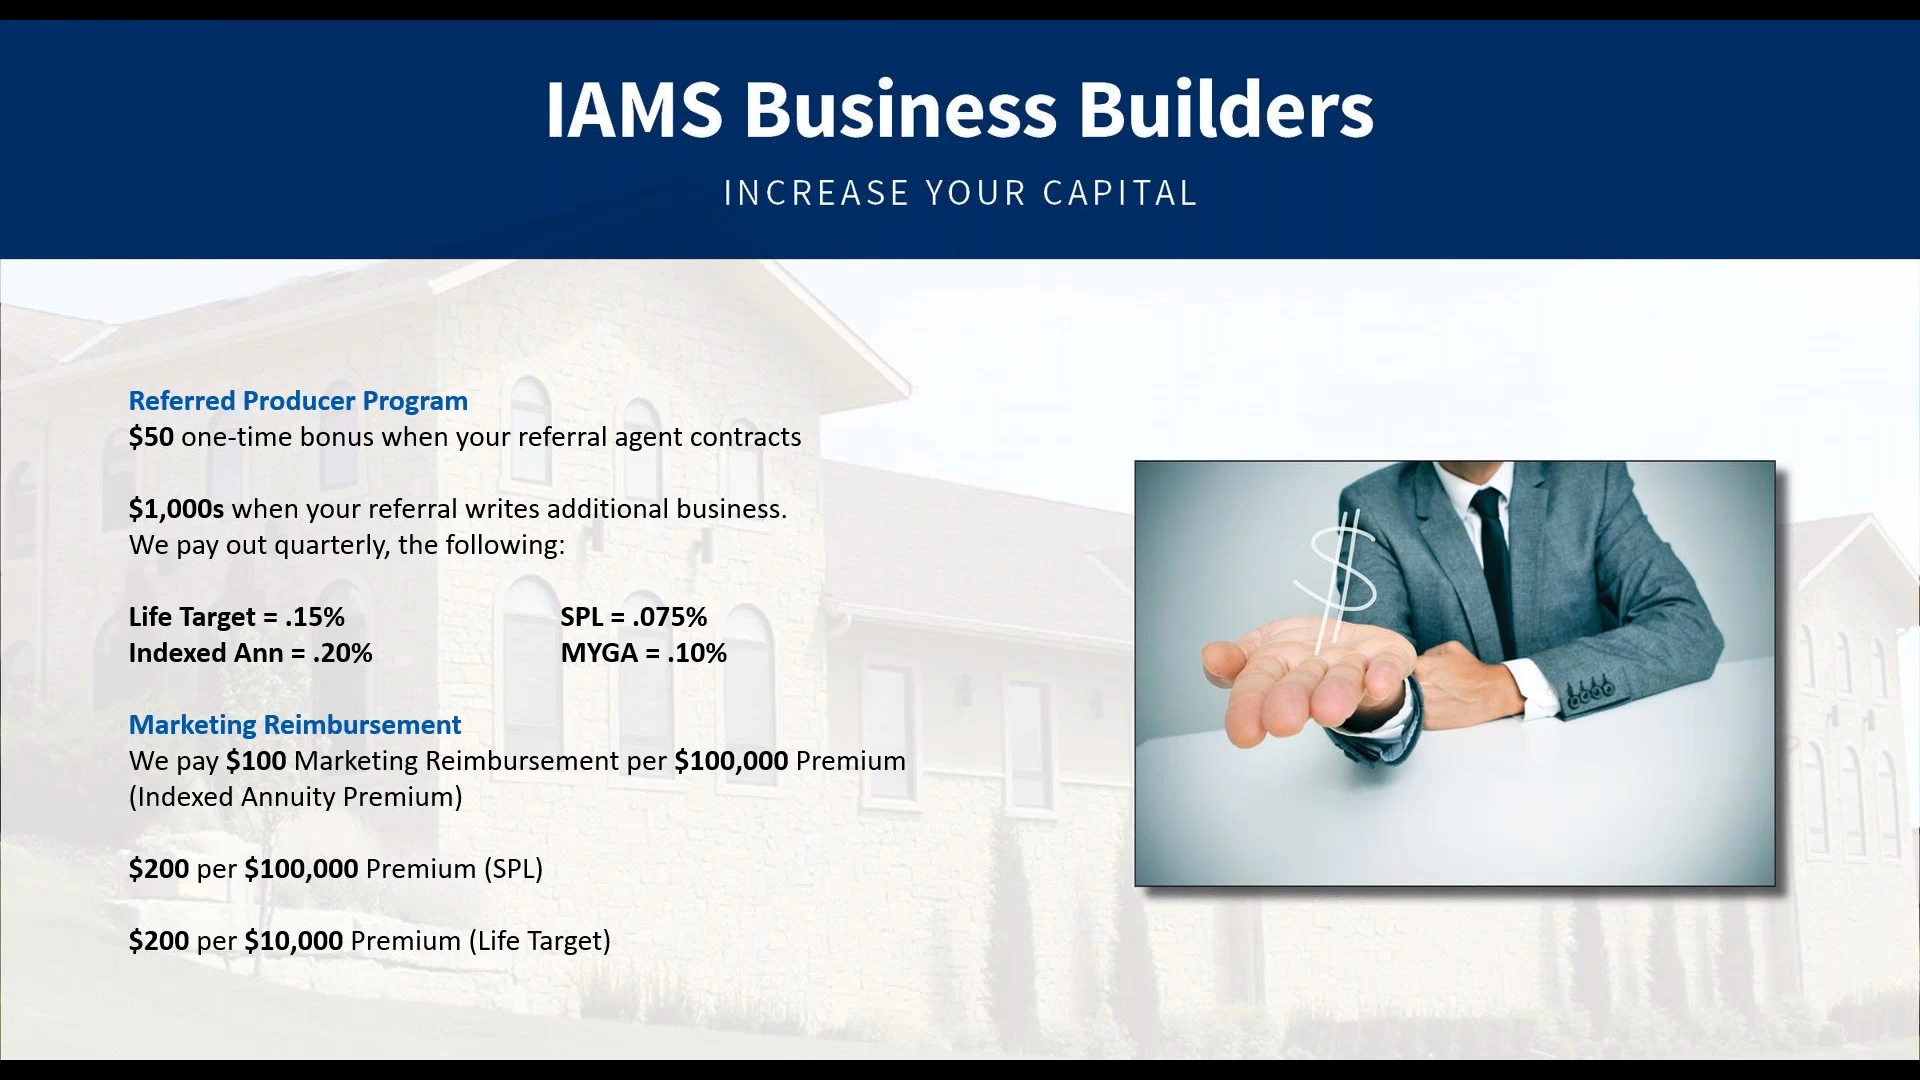 IAMS Business Builders
INCREASE YOUR CAPITAL
Referred Producer Program
$50 one-time bonus when your referral agent contracts
$1,000s when your referral writes additional business.
We pay out quarterly, the following:
Life Target = .15% SPL = .075%
Indexed Ann = .20% MYGA = .10%
Marketing Reimbursement
We pay $100 Marketing Reimbursement per $100,000 Premium
(Indexed Annuity Premium)
$200 per $100,000 Premium (SPL)
$200 per $10,000 Premium (Life Target)
$